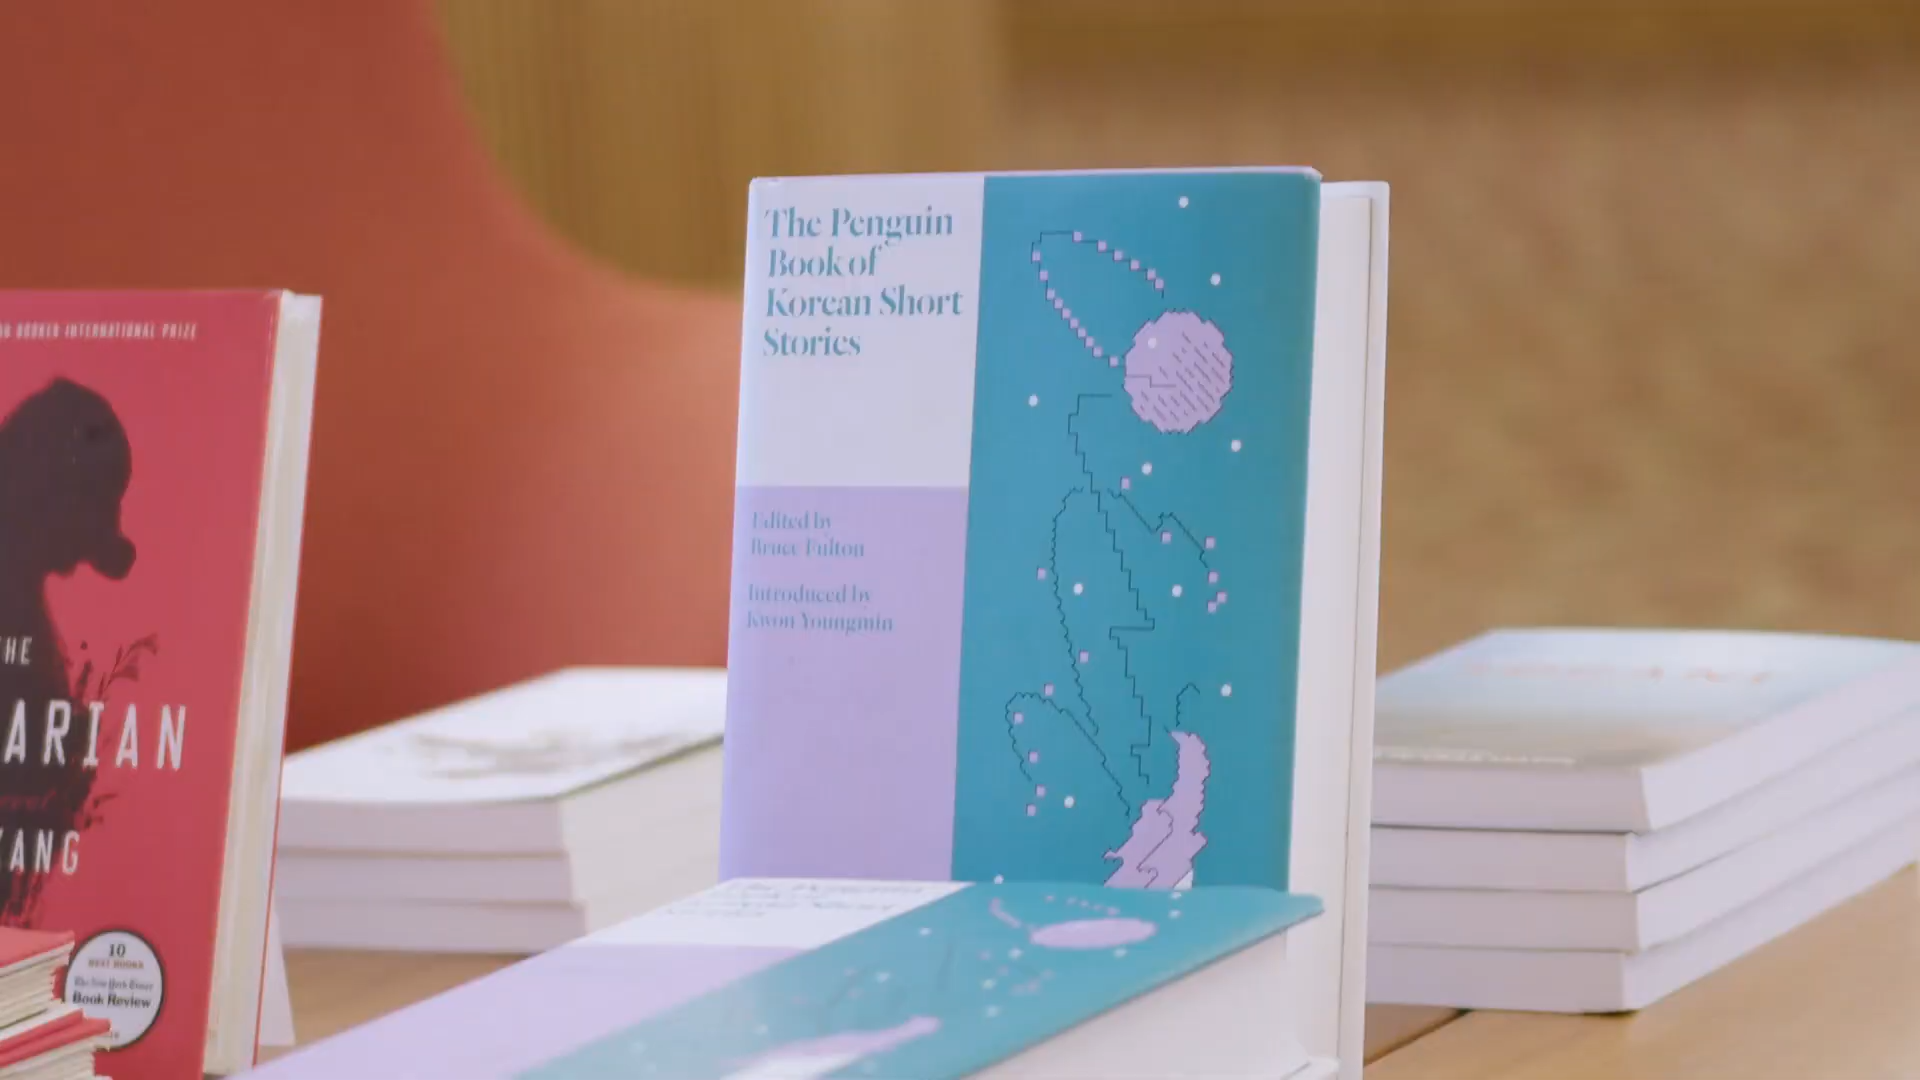 BOOKER INTERNATIONAL PRIZE
THE
ARIAN
KANG
10
BEST BOOKS
The New York Times
Book Review
The Penguin
Book of
Korean Short
Stories
Edited by
Bruce Fulton
Introduced by
Kwon Youngmin